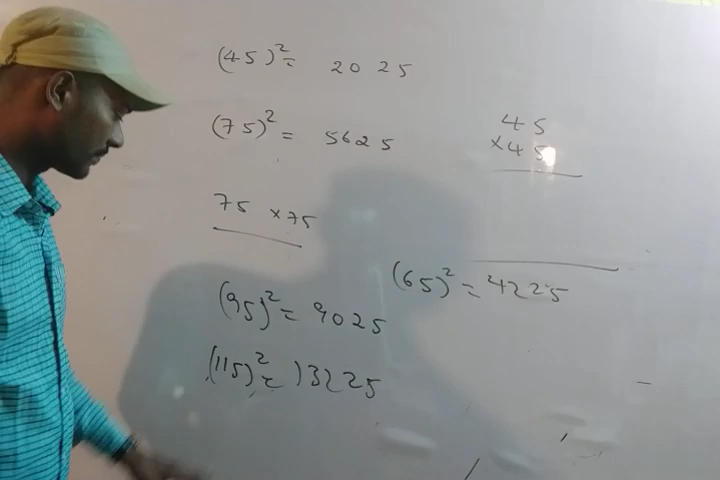 (45)² = 2025
(75)² = 5625
45
×45
75 ×75
(65)² = 4225
(95)² = 9025
(115)² = 13225